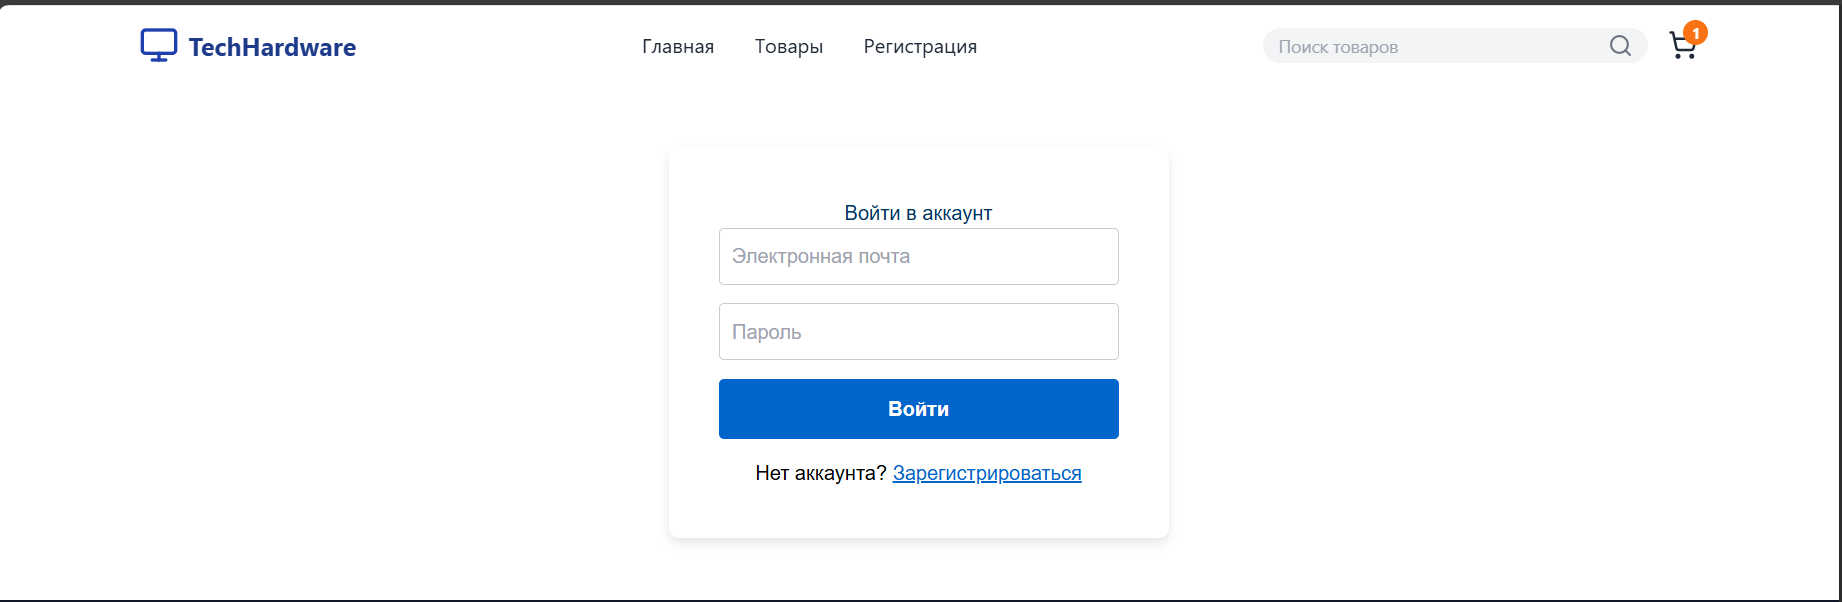 TechHardware
Главная Товары Регистрация
Поиск товаров
1
Войти в аккаунт
Электронная почта
Пароль
Войти
Нет аккаунта? Зарегистрироваться